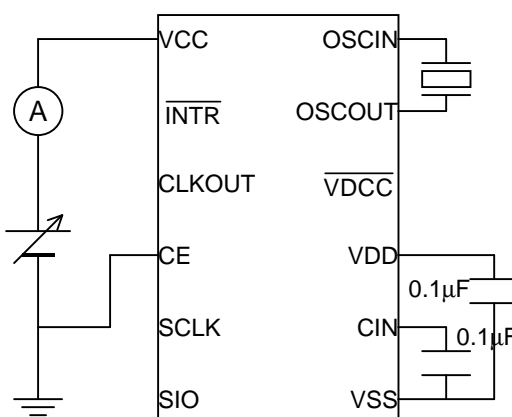 VCC OSCIN
A
INTR OSCOUT
CLKOUT VDCC
CE VDD
0.1μF
SCLK CIN
0.1μF
SIO VSS